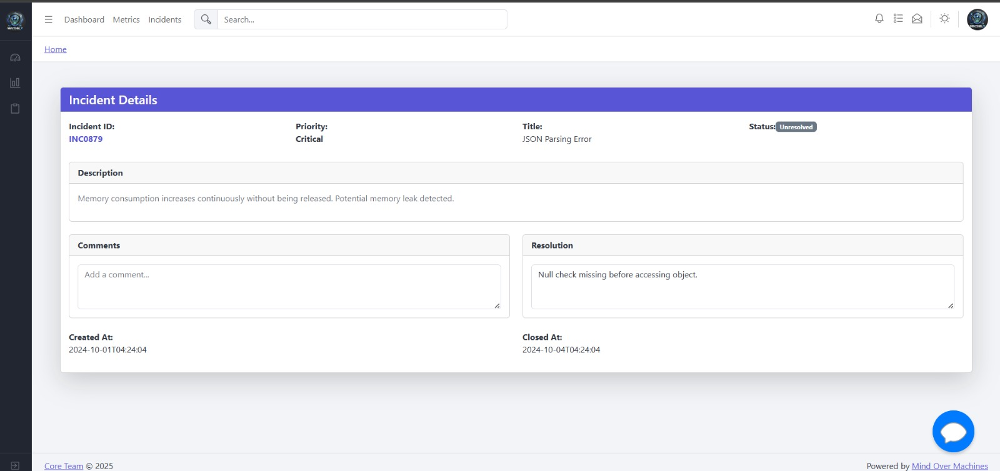 Dashboard Metrics Incidents Search...
Home
Incident Details
Incident ID: Priority: Title: Status: Unresolved
INC0879 Critical JSON Parsing Error
Description
Memory consumption increases continuously without being released. Potential memory leak detected.
Comments Resolution
Add a comment... Null check missing before accessing object.
Created At: Closed At:
2024-10-01T04:24:04 2024-10-04T04:24:04
Core Team © 2025 Powered by Mind Over Machines